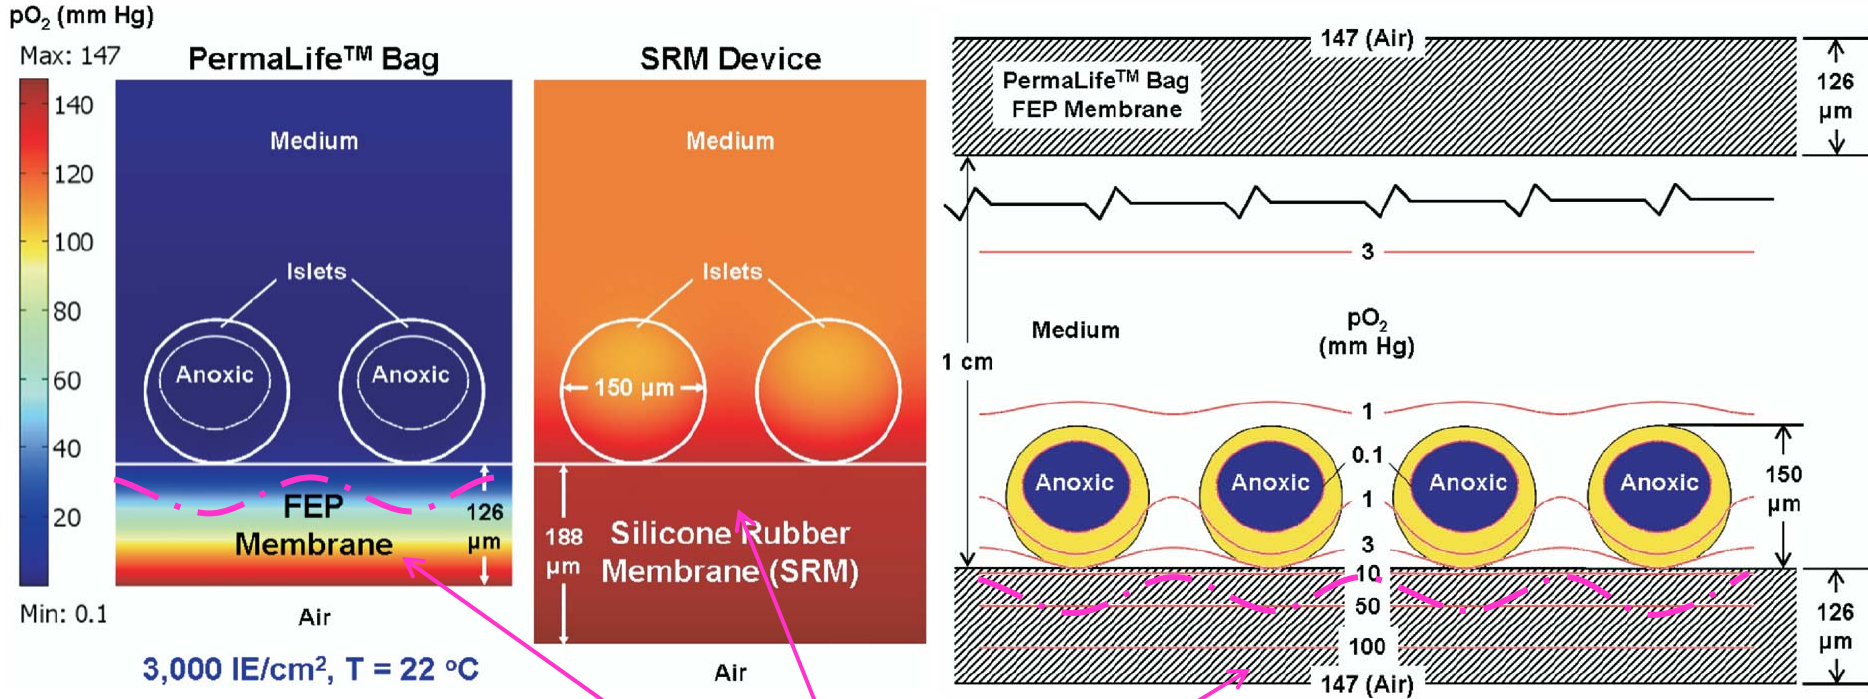 pO₂ (mm Hg)
Max: 147
140
120
100
80
60
40
20
Min: 0.1
PermaLife™ Bag
Medium
Islets
Anoxic
Anoxic
FEP
Membrane
126
µm
Air
3,000 IE/cm², T = 22 °C
SRM Device
Medium
Islets
150 µm
188
µm
Silicone Rubber
Membrane (SRM)
Air
147 (Air)
PermaLife™ Bag
FEP Membrane
126
µm
3
Medium
pO₂
(mm Hg)
1 cm
1
0.1
Anoxic
Anoxic
Anoxic
Anoxic
1
3
150
µm
10
50
100
147 (Air)
126
µm